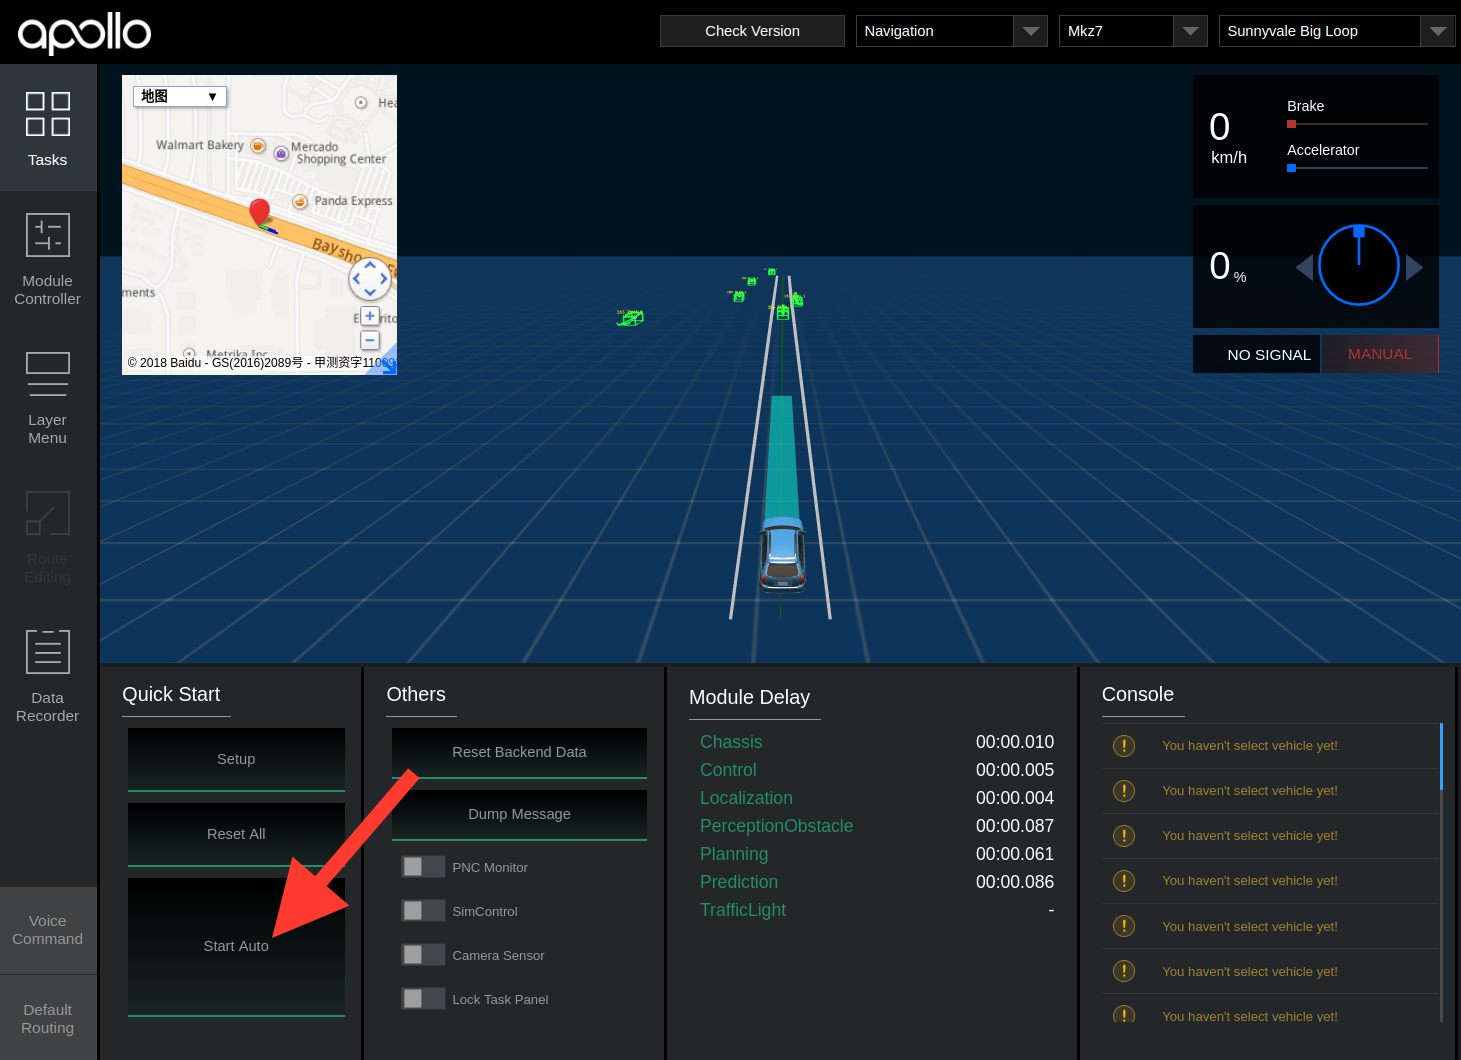 apollo
Check Version
Navigation
Mkz7
Sunnyvale Big Loop
Tasks
Module
Controller
Layer
Menu
Route
Editing
Data
Recorder
Voice
Command
Default
Routing
地图 ▼
Hea
Walmart Bakery
Mercado
Shopping Center
Panda Express
Baysho
ments
Metrika Inc
© 2018 Baidu - GS(2016)2089号 - 甲测资字1100
0
km/h
Brake
Accelerator
0 %
NO SIGNAL
MANUAL
Quick Start
Setup
Reset All
Start Auto
Others
Reset Backend Data
Dump Message
PNC Monitor
SimControl
Camera Sensor
Lock Task Panel
Module Delay
Chassis 00:00.010
Control 00:00.005
Localization 00:00.004
PerceptionObstacle 00:00.087
Planning 00:00.061
Prediction 00:00.086
TrafficLight -
Console
You haven't select vehicle yet!
You haven't select vehicle yet!
You haven't select vehicle yet!
You haven't select vehicle yet!
You haven't select vehicle yet!
You haven't select vehicle yet!
You haven't select vehicle yet!